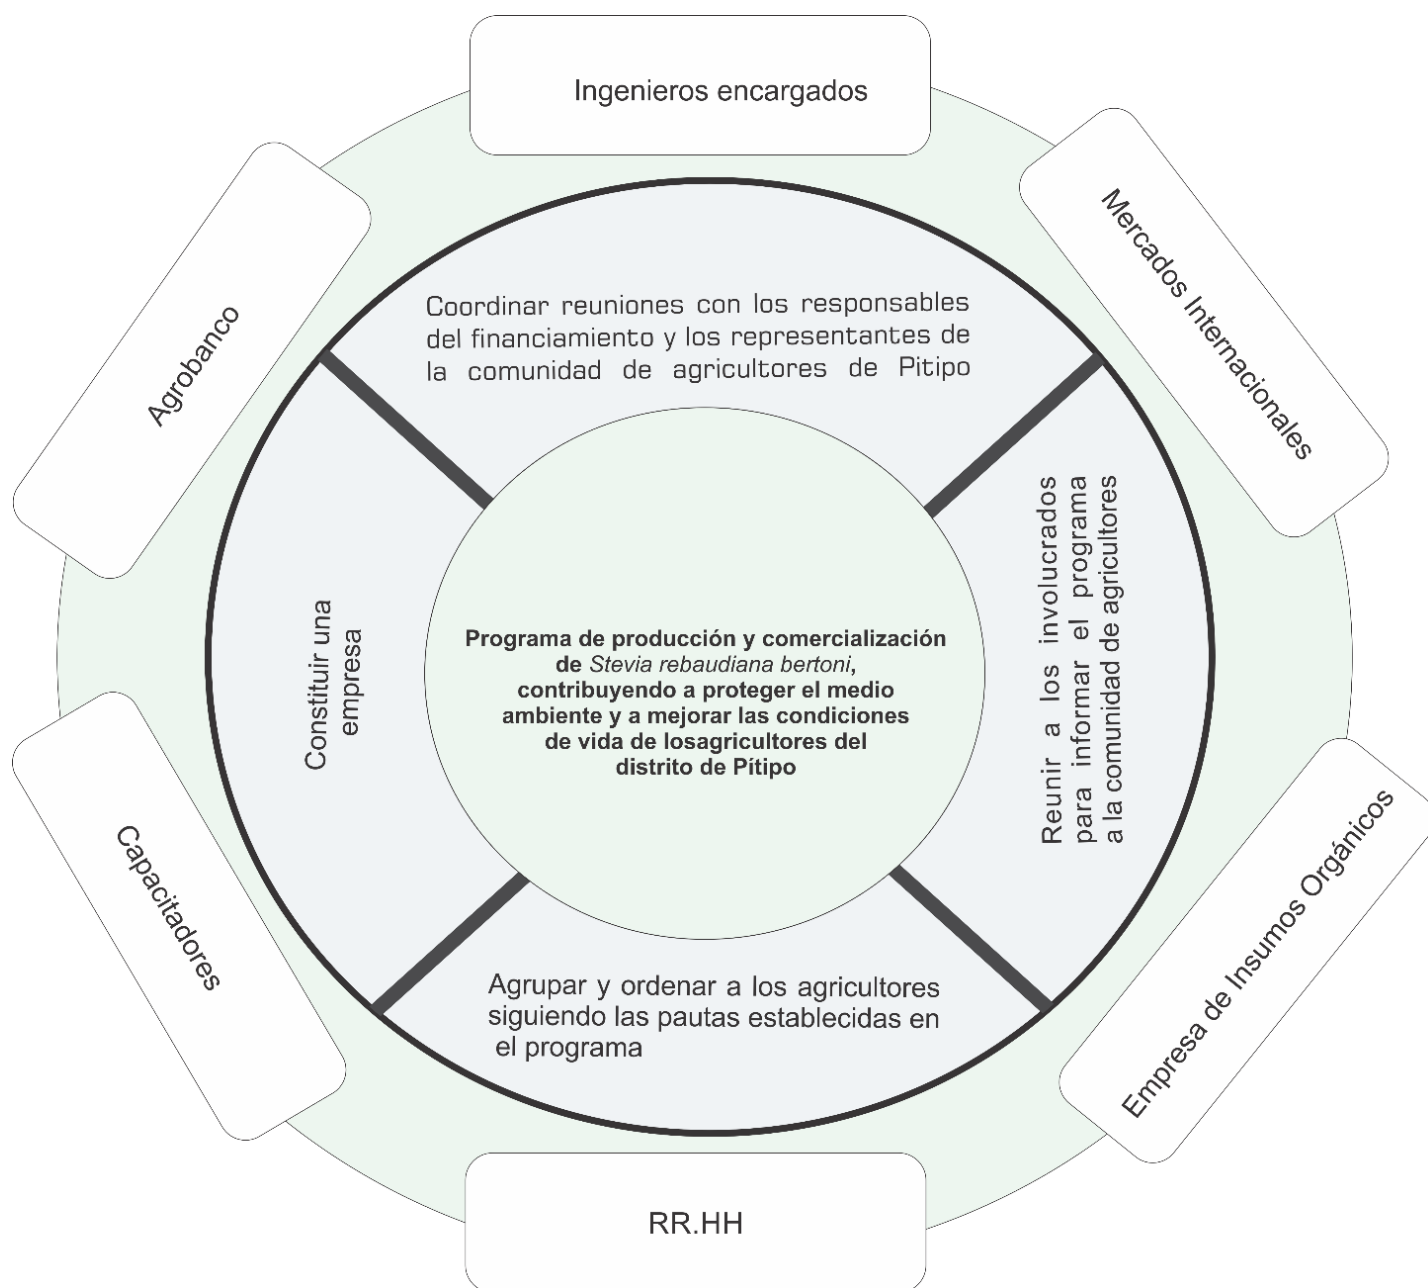 Ingenieros encargados
Mercados Internacionales
Agrobanco
Coordinar reuniones con los responsables
del financiamiento y los representantes de
la comunidad de agricultores de Pitipo
Reunir a los involucrados
para informar el programa
a la comunidad de agricultores
Constituir una
empresa
Programa de producción y comercialización
de Stevia rebaudiana bertoni,
contribuyendo a proteger el medio
ambiente y a mejorar las condiciones
de vida de losagricultores del
distrito de Pítipo
Capacitadores
Empresa de Insumos Orgánicos
Agrupar y ordenar a los agricultores
siguiendo las pautas establecidas en
el programa
RR.HH